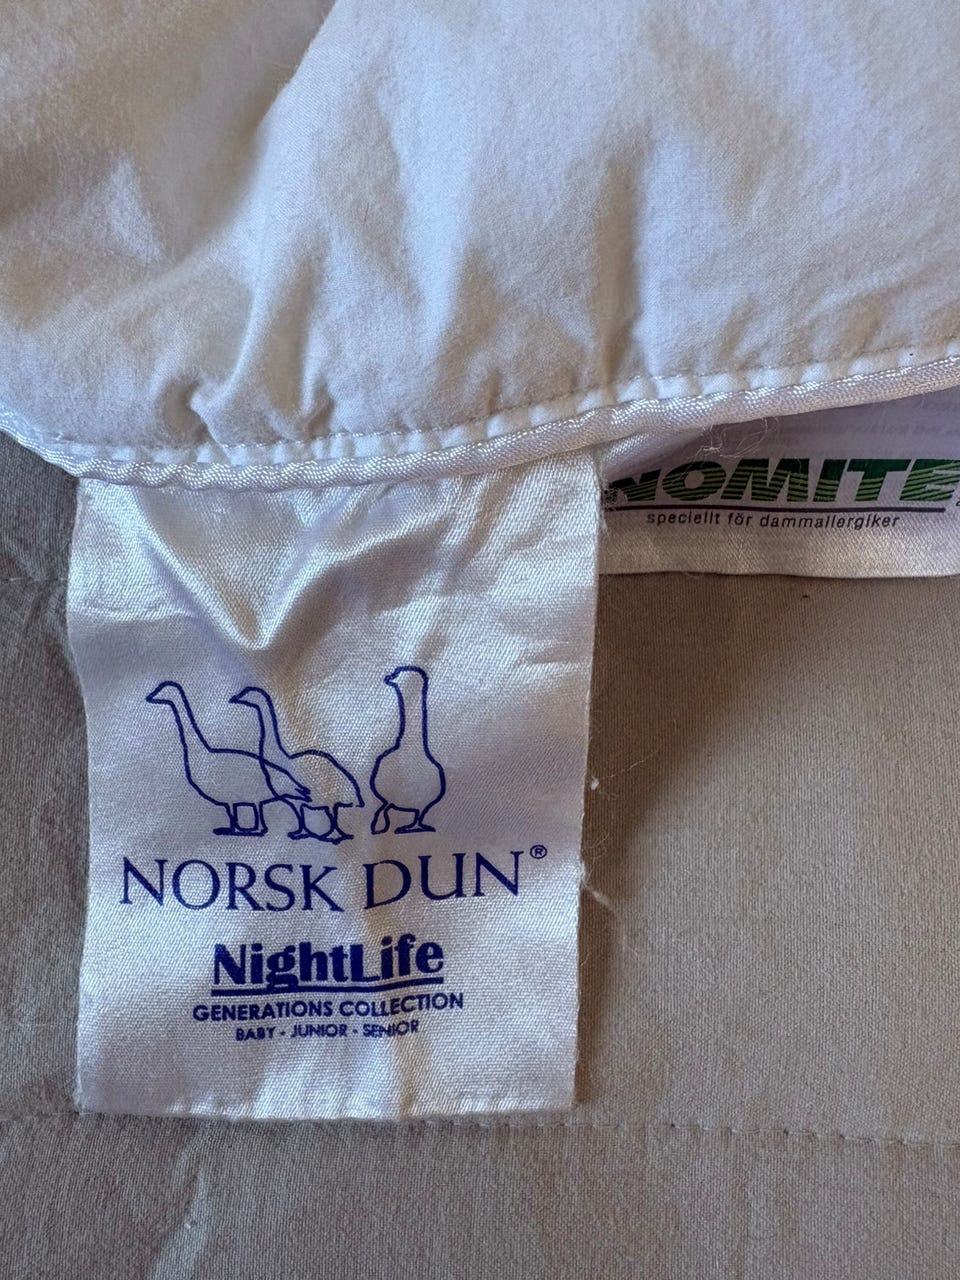 NOMITE
speciellt för dammallergiker
NORSK DUN®
NightLife
GENERATIONS COLLECTION
BABY - JUNIOR - SENIOR